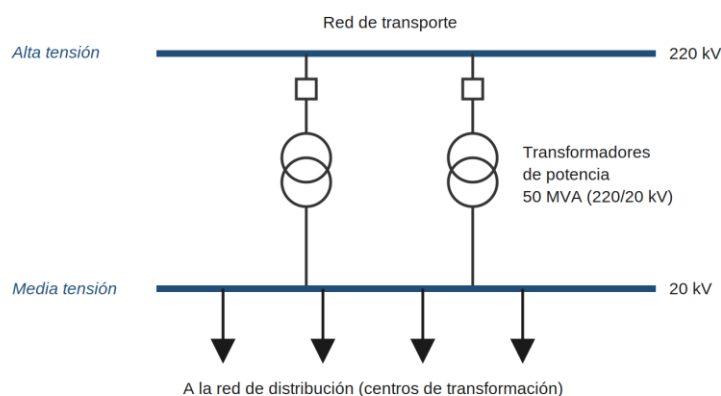 Red de transporte
Alta tensión
220 kV
Transformadores
de potencia
50 MVA (220/20 kV)
Media tensión
20 kV
A la red de distribución (centros de transformación)